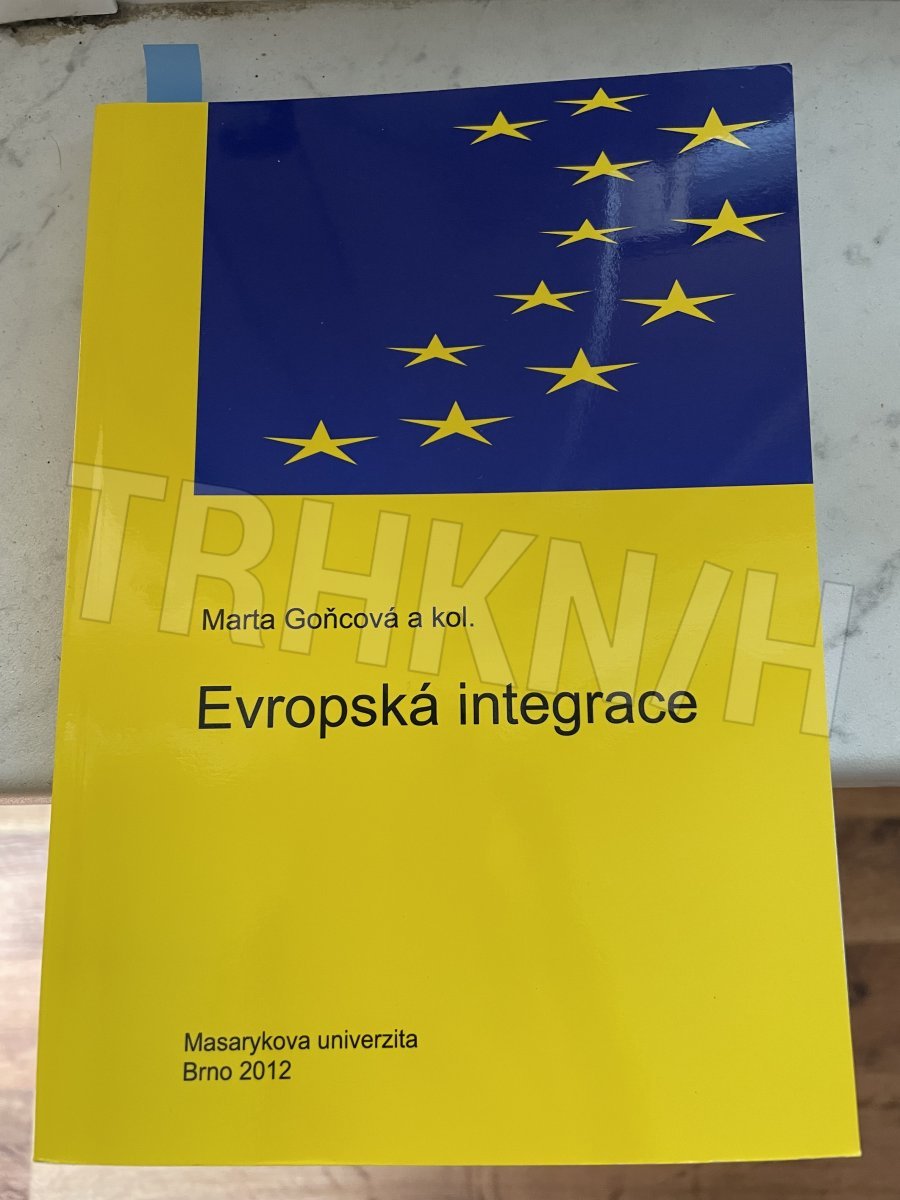 TRHKNIH
Marta Goňcová a kol.
Evropská integrace
Masarykova univerzita
Brno 2012